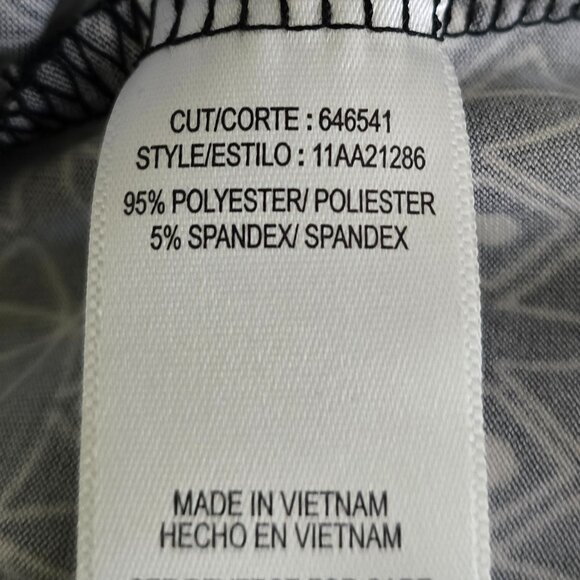 CUT/CORTE : 646541
STYLE/ESTILO : 11AA21286
95% POLYESTER/ POLIESTER
5% SPANDEX/ SPANDEX
MADE IN VIETNAM
HECHO EN VIETNAM